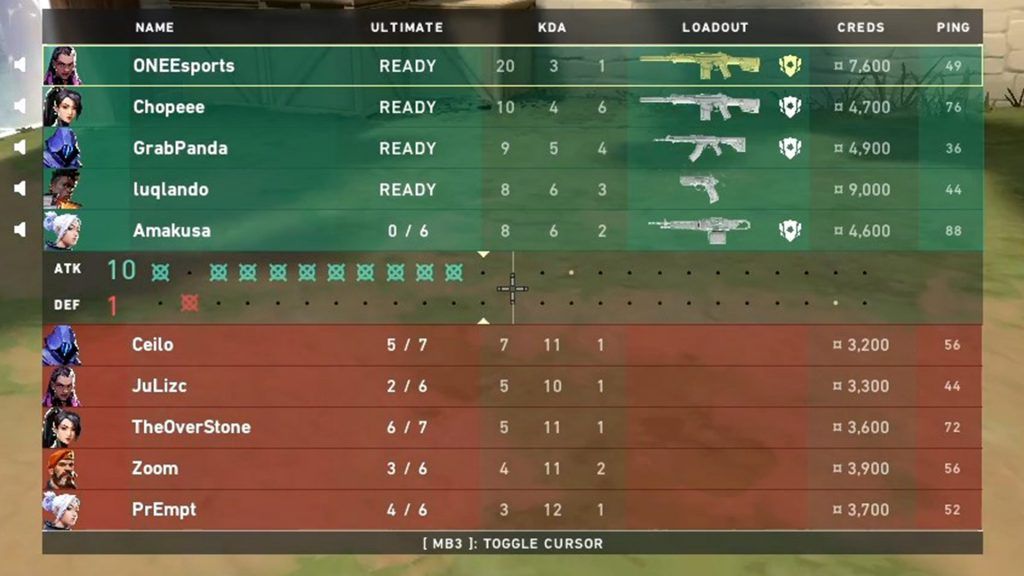 NAME ULTIMATE KDA LOADOUT CREDS PING
ONEEsports READY 20 3 1 ¤ 7,600 49
Chopeee READY 10 4 6 ¤ 4,700 76
GrabPanda READY 9 5 4 ¤ 4,900 36
luqlando READY 8 6 3 ¤ 9,000 44
Amakusa 0 / 6 8 6 2 ¤ 4,600 88
ATK 10
DEF 1
Ceilo 5 / 7 7 11 1 ¤ 3,200 56
JuLizc 2 / 6 5 10 1 ¤ 3,300 44
TheOverStone 6 / 7 5 11 1 ¤ 3,600 72
Zoom 3 / 6 4 11 2 ¤ 3,900 56
PrEmpt 4 / 6 3 12 1 ¤ 3,700 52
[ MB3 ]: TOGGLE CURSOR